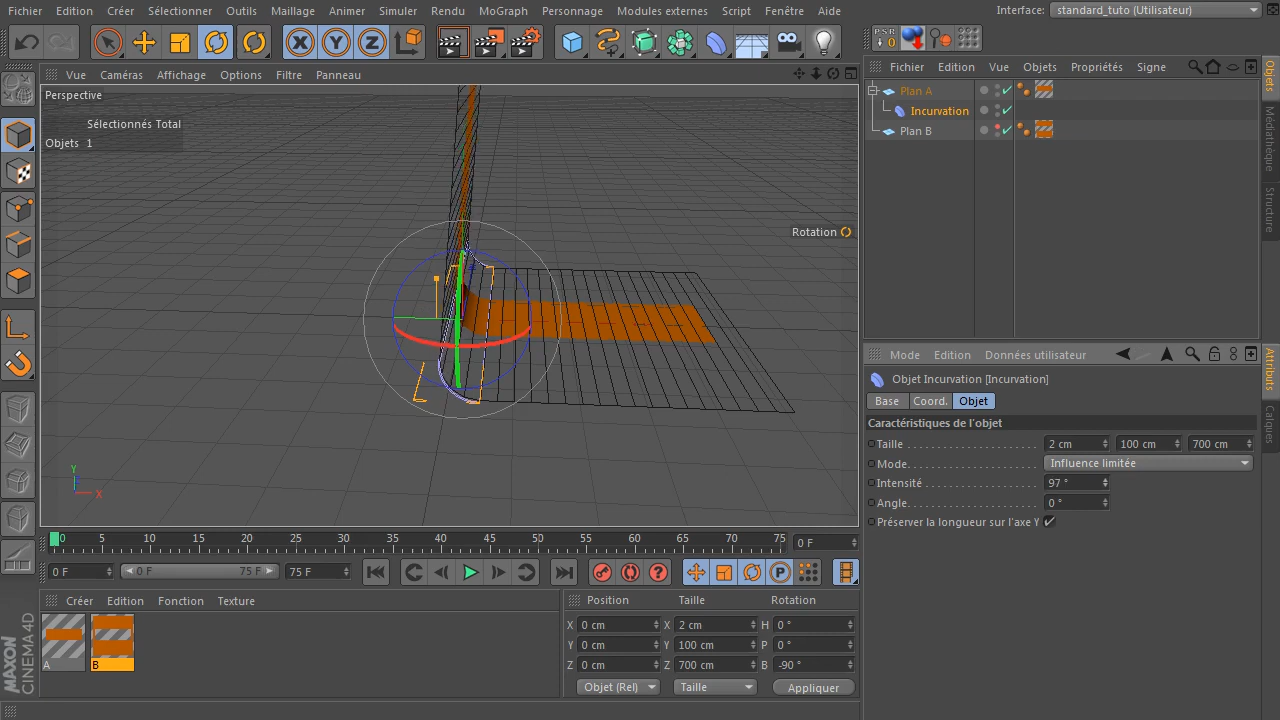 Fichier Edition Créer Sélectionner Outils Maillage Animer Simuler Rendu MoGraph Personnage Modules externes Script Fenêtre Aide Interface: standard_tuto (Utilisateur)
PSR
0
Vue Caméras Affichage Options Filtre Panneau
Fichier Edition Vue Objets Propriétés Signe
Perspective
Sélectionnés Total
Objets 1
Rotation
Plan A
Incurvation
Plan B
Objets
Médiathèque
Structure
Mode Edition Données utilisateur
Objet Incurvation [Incurvation]
Base Coord. Objet
Caractéristiques de l'objet
Taille 2 cm 100 cm 700 cm
Mode Influence limitée
Intensité 97 °
Angle 0 °
Préserver la longueur sur l'axe Y
Attributs
Calques
Y
X
0 5 10 15 20 25 30 35 40 45 50 55 60 65 70 75 0 F
0 F 0 F 75 F 75 F
Créer Edition Fonction Texture
A B
Position Taille Rotation
X 0 cm X 2 cm H 0 °
Y 0 cm Y 100 cm P 0 °
Z 0 cm Z 700 cm B -90 °
Objet (Rel) Taille Appliquer
MAXON
CINEMA 4D